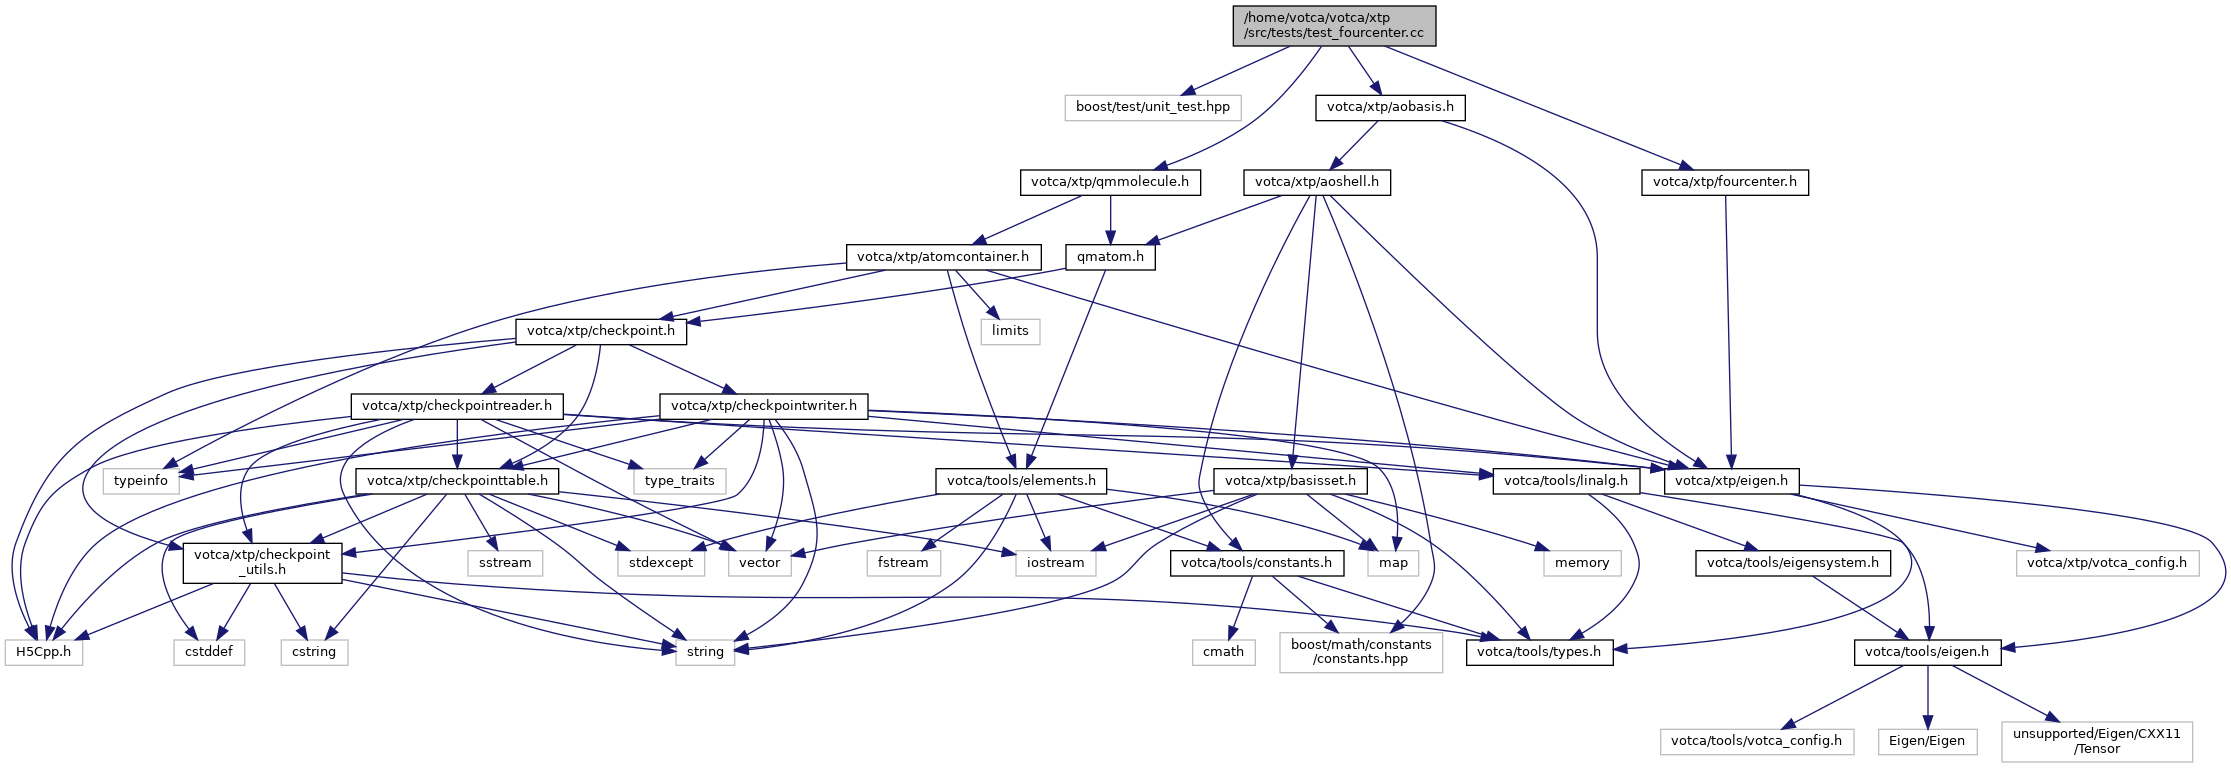 /home/votca/votca/xtp
/src/tests/test_fourcenter.cc
boost/test/unit_test.hpp
votca/xtp/aobasis.h
votca/xtp/qmmolecule.h
votca/xtp/aoshell.h
votca/xtp/fourcenter.h
votca/xtp/atomcontainer.h
qmatom.h
votca/xtp/checkpoint.h
limits
votca/xtp/checkpointreader.h
votca/xtp/checkpointwriter.h
typeinfo
votca/xtp/checkpointtable.h
type_traits
votca/tools/elements.h
votca/xtp/basisset.h
votca/tools/linalg.h
votca/xtp/eigen.h
votca/xtp/checkpoint
_utils.h
sstream
stdexcept
vector
fstream
iostream
votca/tools/constants.h
map
memory
votca/tools/eigensystem.h
votca/xtp/votca_config.h
H5Cpp.h
cstddef
cstring
string
cmath
boost/math/constants
/constants.hpp
votca/tools/types.h
votca/tools/eigen.h
votca/tools/votca_config.h
Eigen/Eigen
unsupported/Eigen/CXX11
/Tensor